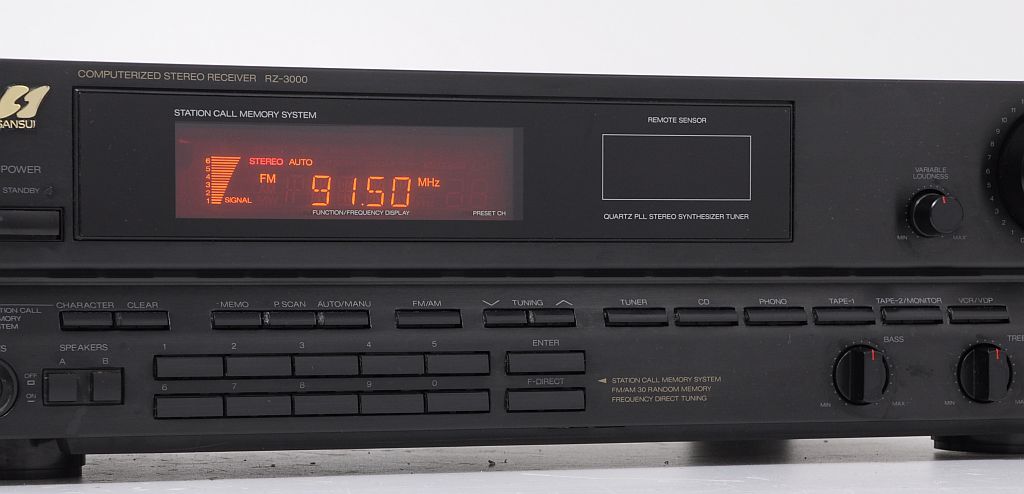 COMPUTERIZED STEREO RECEIVER RZ-3000
SANSUI
STATION CALL MEMORY SYSTEM
REMOTE SENSOR
POWER
STANDBY
6 STEREO AUTO
5
4 FM 91.50 MHz
3
2
1 SIGNAL
FUNCTION/FREQUENCY DISPLAY PRESET CH
QUARTZ PLL STEREO SYNTHESIZER TUNER
VARIABLE
LOUDNESS
MIN MAX
CHARACTER CLEAR MEMO P.SCAN AUTO/MANU FM/AM TUNING TUNER CD PHONO TAPE-1 TAPE-2/MONITOR VCR/VDP
SPEAKERS
A B
OFF
ON
1 2 3 4 5 ENTER
6 7 8 9 0 F-DIRECT
STATION CALL MEMORY SYSTEM
FM/AM 30 RANDOM MEMORY
FREQUENCY DIRECT TUNING
BASS
MIN MAX
MIN